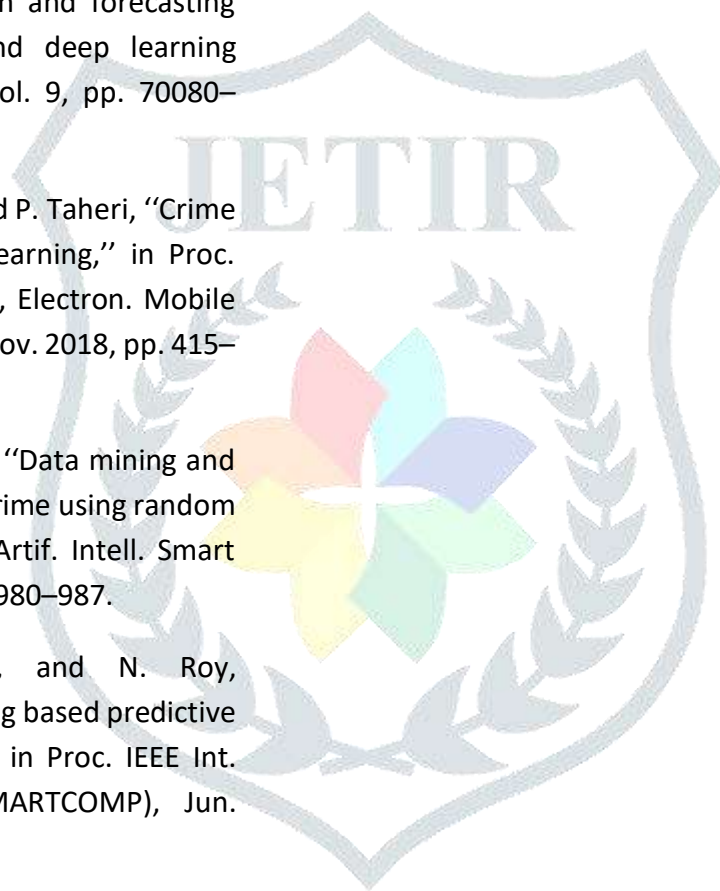 n and forecasting
nd deep learning
ol. 9, pp. 70080–
JETIR
d P. Taheri, ‘‘Crime
earning,’’ in Proc.
, Electron. Mobile
ov. 2018, pp. 415–
‘‘Data mining and
rime using random
Artif. Intell. Smart
980–987.
, and N. Roy,
g based predictive
in Proc. IEEE Int.
MARTCOMP), Jun.